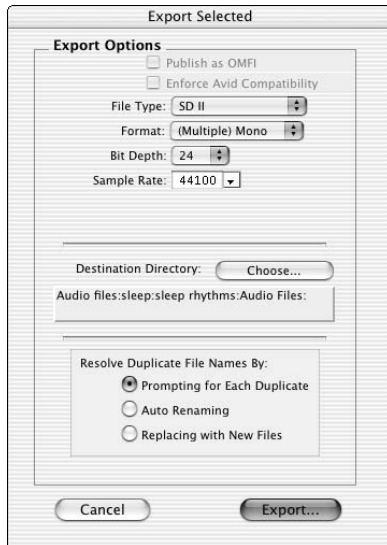 Export Selected
Export Options
Publish as OMFI
Enforce Avid Compatibility
File Type: SD II
Format: (Multiple) Mono
Bit Depth: 24
Sample Rate: 44100
Destination Directory: Choose...
Audio files:sleep:sleep rhythms:Audio Files:
Resolve Duplicate File Names By:
Prompting for Each Duplicate
Auto Renaming
Replacing with New Files
Cancel Export...